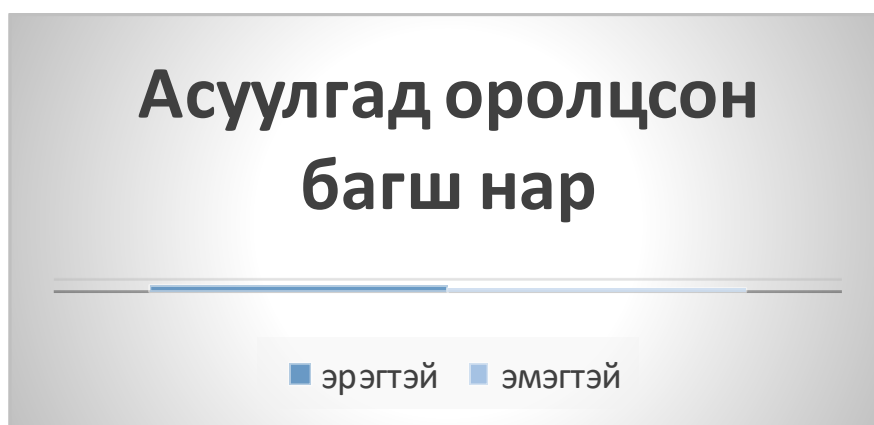 Асуулгад оролцсон
багш нар
эрэгтэй эмэгтэй